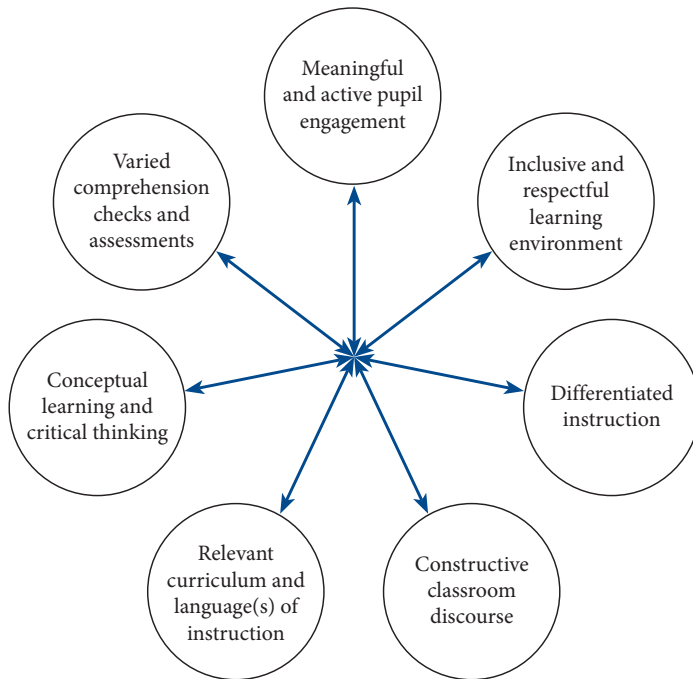 Meaningful
and active pupil
engagement
Inclusive and
respectful
learning
environment
Differentiated
instruction
Constructive
classroom
discourse
Relevant
curriculum and
language(s) of
instruction
Conceptual
learning and
critical thinking
Varied
comprehension
checks and
assessments